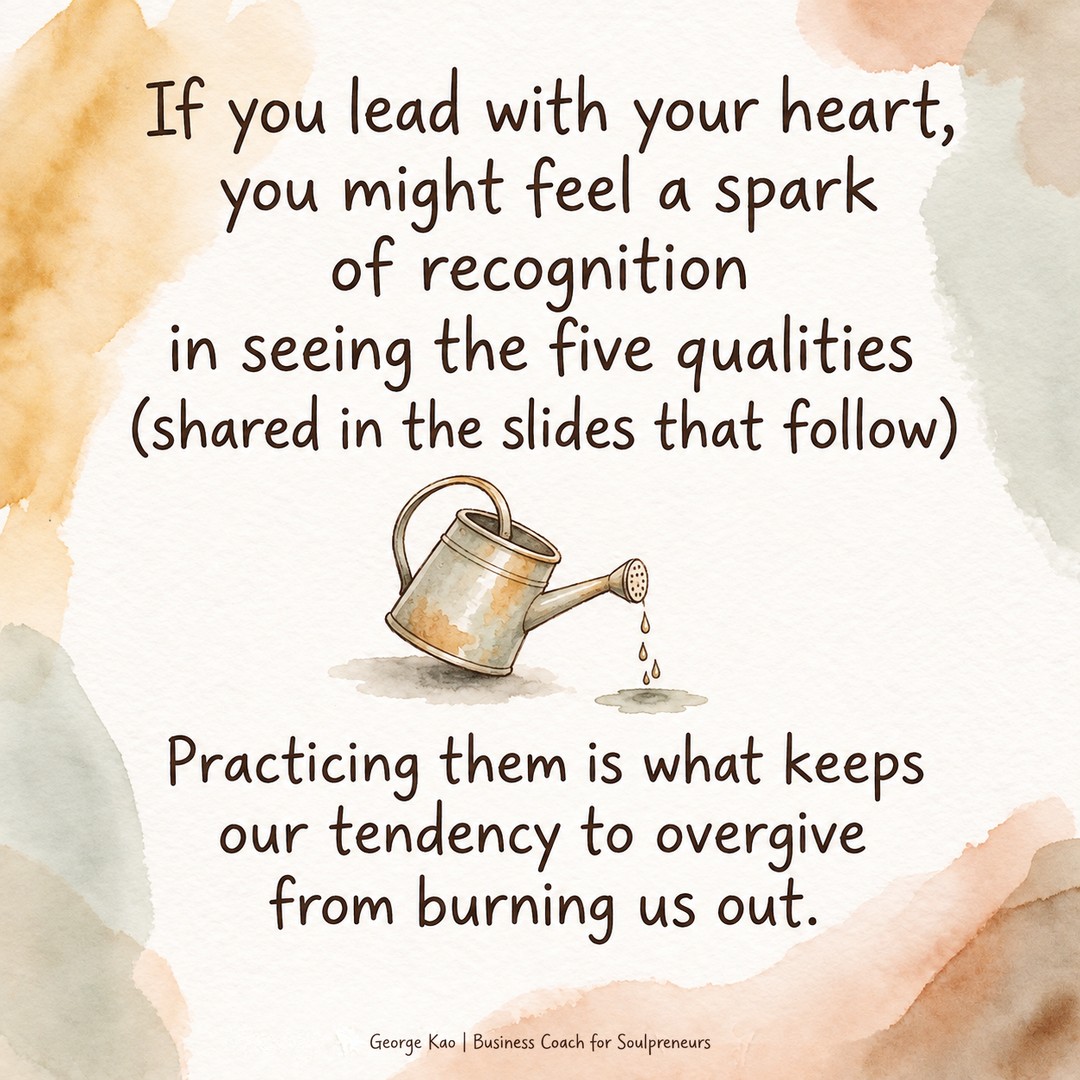 If you lead with your heart,
you might feel a spark
of recognition
in seeing the five qualities
(shared in the slides that follow)
Practicing them is what keeps
our tendency to overgive
from burning us out.
George Kao | Business Coach for Soulpreneurs